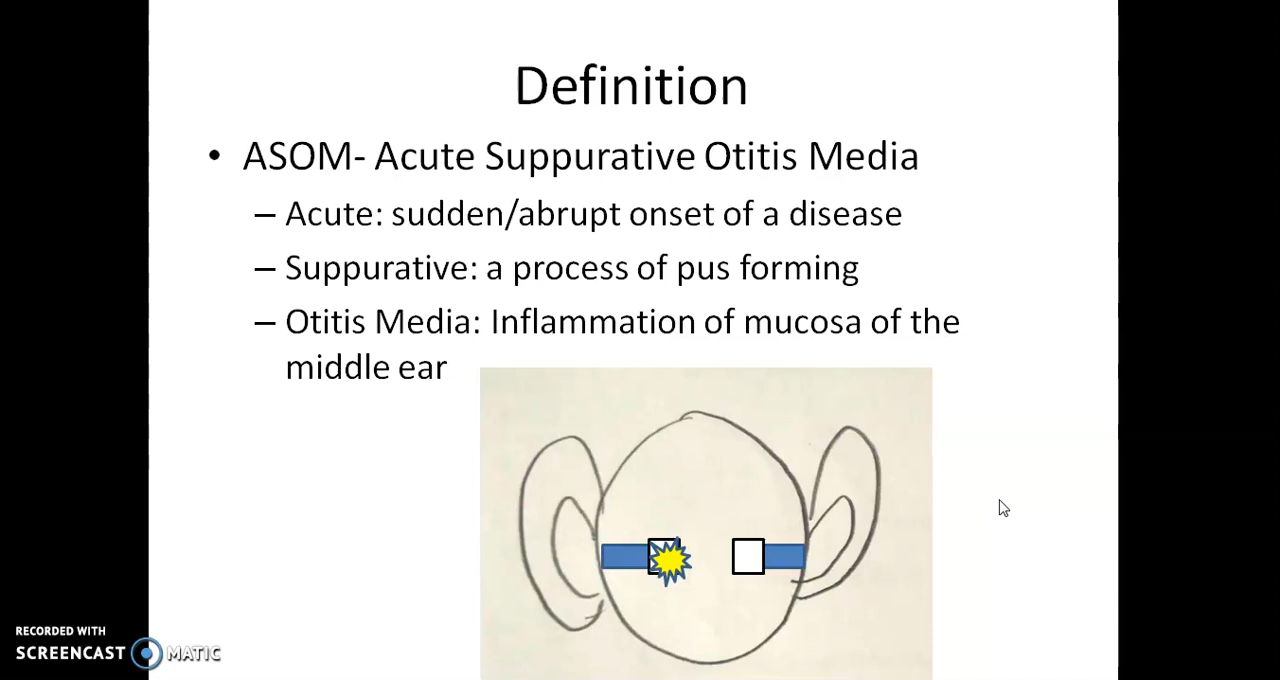 Definition
• ASOM- Acute Suppurative Otitis Media
– Acute: sudden/abrupt onset of a disease
– Suppurative: a process of pus forming
– Otitis Media: Inflammation of mucosa of the
middle ear
RECORDED WITH
SCREENCAST MATIC